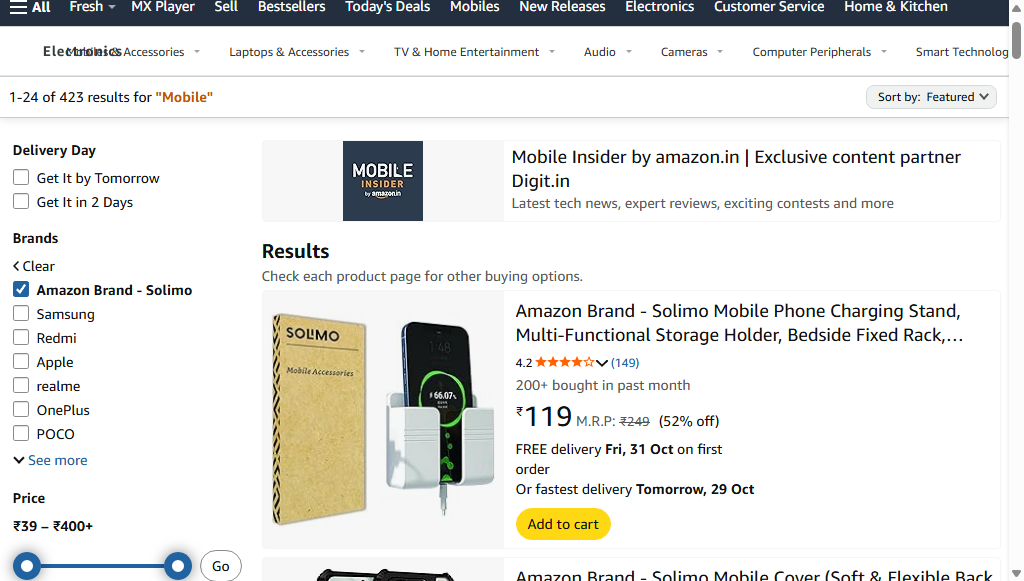 All Fresh MX Player Sell Bestsellers Today's Deals Mobiles New Releases Electronics Customer Service Home & Kitchen
Electronics Mobiles & Accessories Laptops & Accessories TV & Home Entertainment Audio Cameras Computer Peripherals Smart Technolog
1-24 of 423 results for "Mobile"
Sort by: Featured
Delivery Day
Get It by Tomorrow
Get It in 2 Days
Brands
Clear
Amazon Brand - Solimo
Samsung
Redmi
Apple
realme
OnePlus
POCO
See more
Price
₹39 – ₹400+
Go
MOBILE
INSIDER
by amazon.in
Mobile Insider by amazon.in | Exclusive content partner
Digit.in
Latest tech news, expert reviews, exciting contests and more
Results
Check each product page for other buying options.
SOLIMO
Mobile Accessories
1:48
66.07%
Amazon Brand - Solimo Mobile Phone Charging Stand,
Multi-Functional Storage Holder, Bedside Fixed Rack,…
4.2 (149)
200+ bought in past month
₹119 M.R.P: ₹249 (52% off)
FREE delivery Fri, 31 Oct on first
order
Or fastest delivery Tomorrow, 29 Oct
Add to cart
Amazon Brand - Solimo Mobile Cover (Soft & Flexible Back